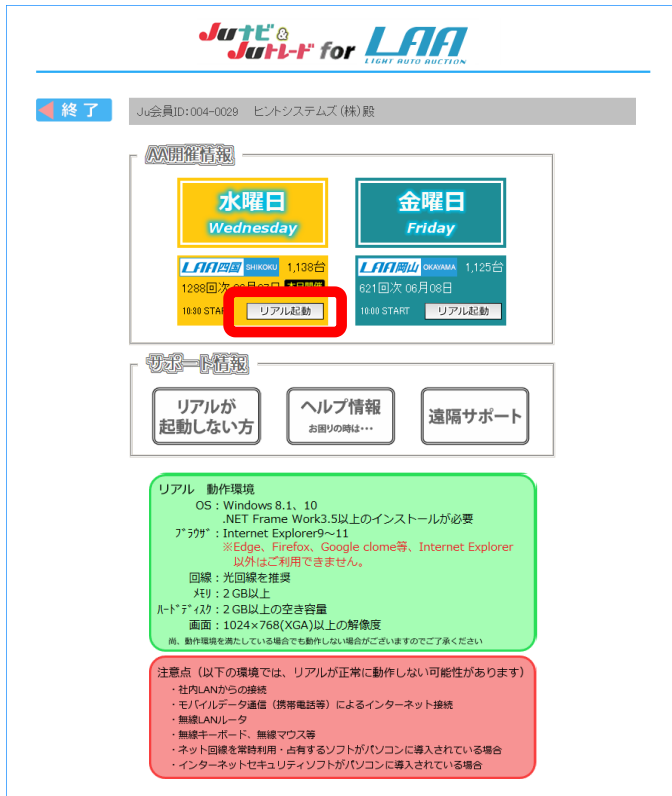 Juナビ&
Juトレード for LAA
LIGHT AUTO AUCTION
終了
Ju会員ID:004-0029 ヒントシステムズ(株)殿
AA開催情報
水曜日
Wednesday
金曜日
Friday
LAA四国 SHIKOKU 1,138台
1288回次
10:30 STA
リアル起動
LAA岡山 OKAYAMA 1,125台
621回次 06月08日
10:00 START リアル起動
サポート情報
リアルが
起動しない方
ヘルプ情報
お困りの時は・・・
遠隔サポート
リアル 動作環境
OS:Windows 8.1、10
.NET Frame Work3.5以上のインストールが必要
ブラウザ:Internet Explorer9~11
※Edge、Firefox、Google clome等、Internet Explorer
以外はご利用できません。
回線:光回線を推奨
メモリ:2 GB以上
ハードディスク:2 GB以上の空き容量
画面:1024×768(XGA)以上の解像度
尚、動作環境を満たしている場合でも動作しない場合がございますのでご了承ください
注意点(以下の環境では、リアルが正常に動作しない可能性があります)
・社内LANからの接続
・モバイルデータ通信(携帯電話等)によるインターネット接続
・無線LANルータ
・無線キーボード、無線マウス等
・ネット回線を常時利用・占有するソフトがパソコンに導入されている場合
・インターネットセキュリティソフトがパソコンに導入されている場合